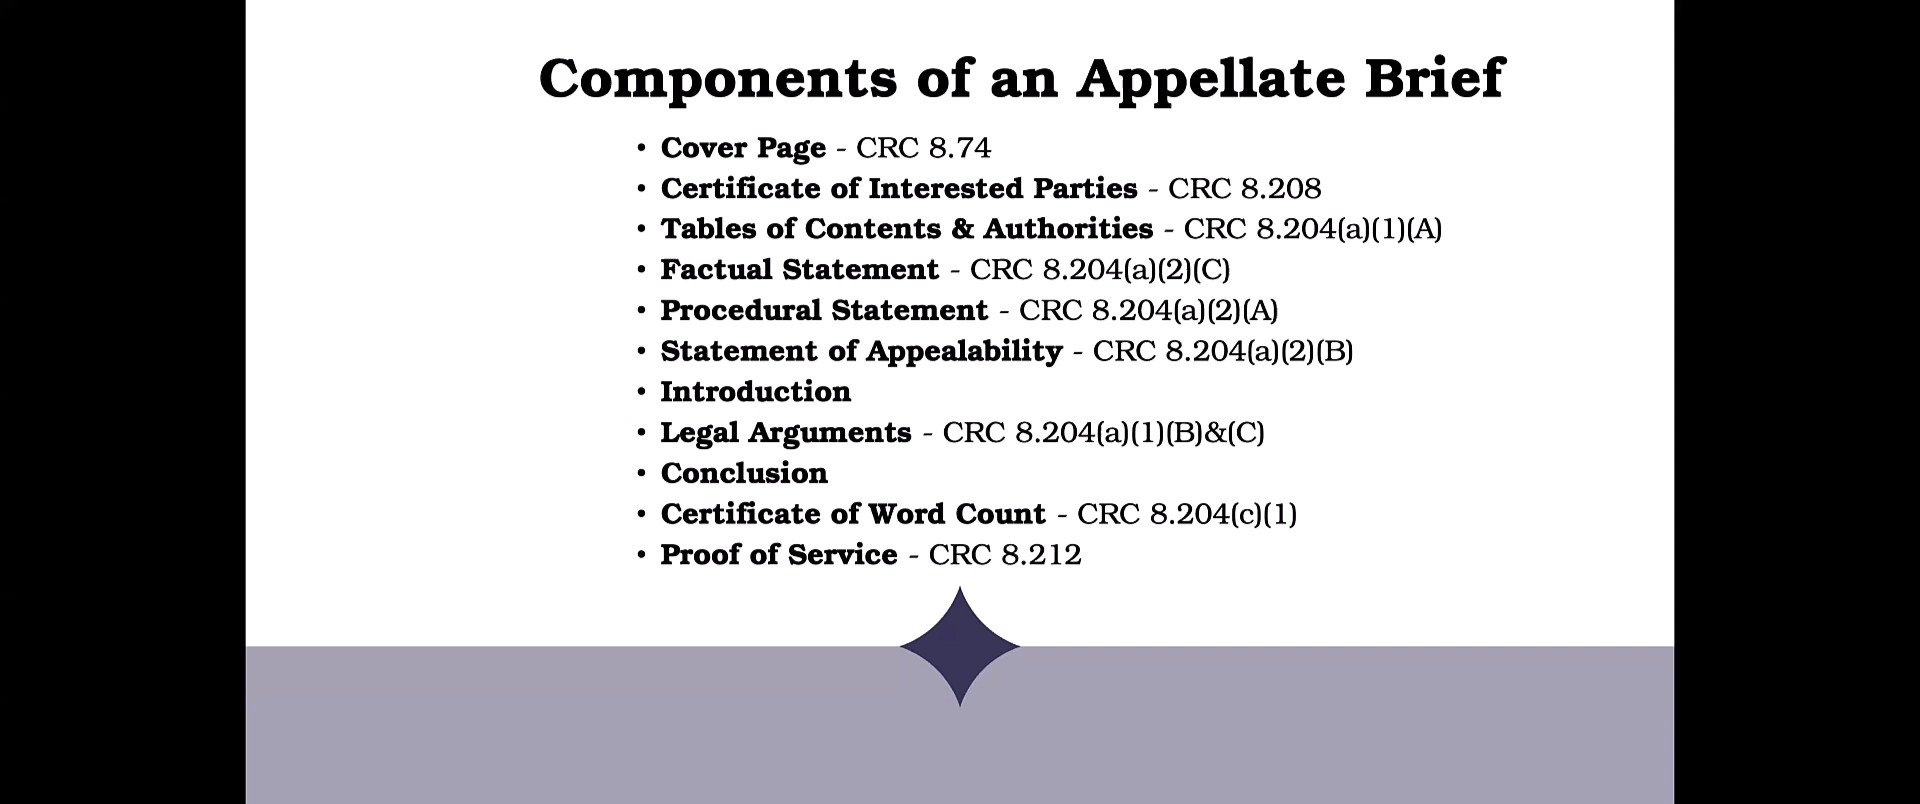 Components of an Appellate Brief
• Cover Page - CRC 8.74
• Certificate of Interested Parties - CRC 8.208
• Tables of Contents & Authorities - CRC 8.204(a)(1)(A)
• Factual Statement - CRC 8.204(a)(2)(C)
• Procedural Statement - CRC 8.204(a)(2)(A)
• Statement of Appealability - CRC 8.204(a)(2)(B)
• Introduction
• Legal Arguments - CRC 8.204(a)(1)(B)&(C)
• Conclusion
• Certificate of Word Count - CRC 8.204(c)(1)
• Proof of Service - CRC 8.212